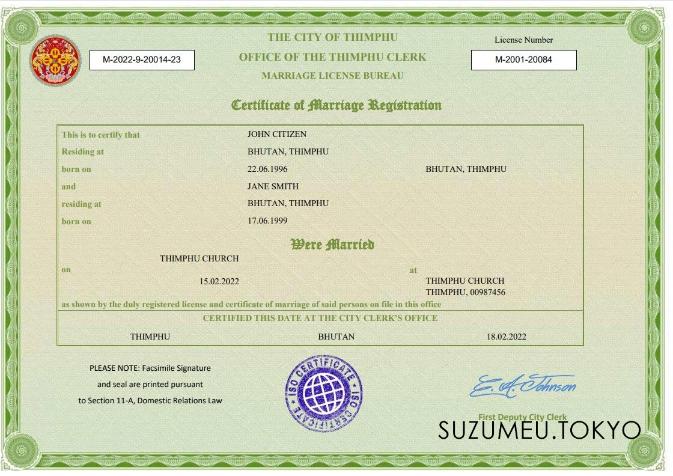 THE CITY OF THIMPHU
License Number
M-2022-9-20014-23
OFFICE OF THE THIMPHU CLERK
M-2001-20084
MARRIAGE LICENSE BUREAU
Certificate of Marriage Registration
This is to certify that JOHN CITIZEN
Residing at BHUTAN, THIMPHU
born on 22.06.1996 BHUTAN, THIMPHU
and JANE SMITH
residing at BHUTAN, THIMPHU
born on 17.06.1999
Were Married
THIMPHU CHURCH
on at
15.02.2022 THIMPHU CHURCH
THIMPHU, 00987456
as shown by the duly registered license and certificate of marriage of said persons on file in this office
CERTIFIED THIS DATE AT THE CITY CLERK'S OFFICE
THIMPHU BHUTAN 18.02.2022
PLEASE NOTE: Facsimile Signature
and seal are printed pursuant
to Section 11-A, Domestic Relations Law
ISO CERTIFICATE
ISO CERTIFICATE
E. A. Johnson
First Deputy City Clerk
SUZUMEU.TOKYO